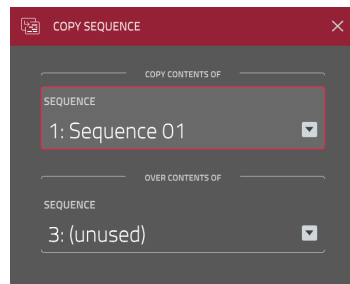 COPY SEQUENCE
COPY CONTENTS OF
SEQUENCE
1: Sequence 01
OVER CONTENTS OF
SEQUENCE
3: (unused)